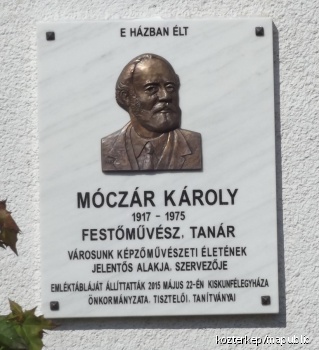 E HÁZBAN ÉLT
MÓCZÁR KÁROLY
1917 - 1975
FESTŐMŰVÉSZ, TANÁR
VÁROSUNK KÉPZŐMŰVÉSZETI ÉLETÉNEK
JELENTŐS ALAKJA, SZERVEZŐJE
EMLÉKTÁBLÁJÁT ÁLLÍTTATTÁK 2015 MÁJUS 22-ÉN KISKUNFÉLEGYHÁZA
ÖNKORMÁNYZATA, TISZTELŐI, TANÍTVÁNYAI
kozterkep/mapublic